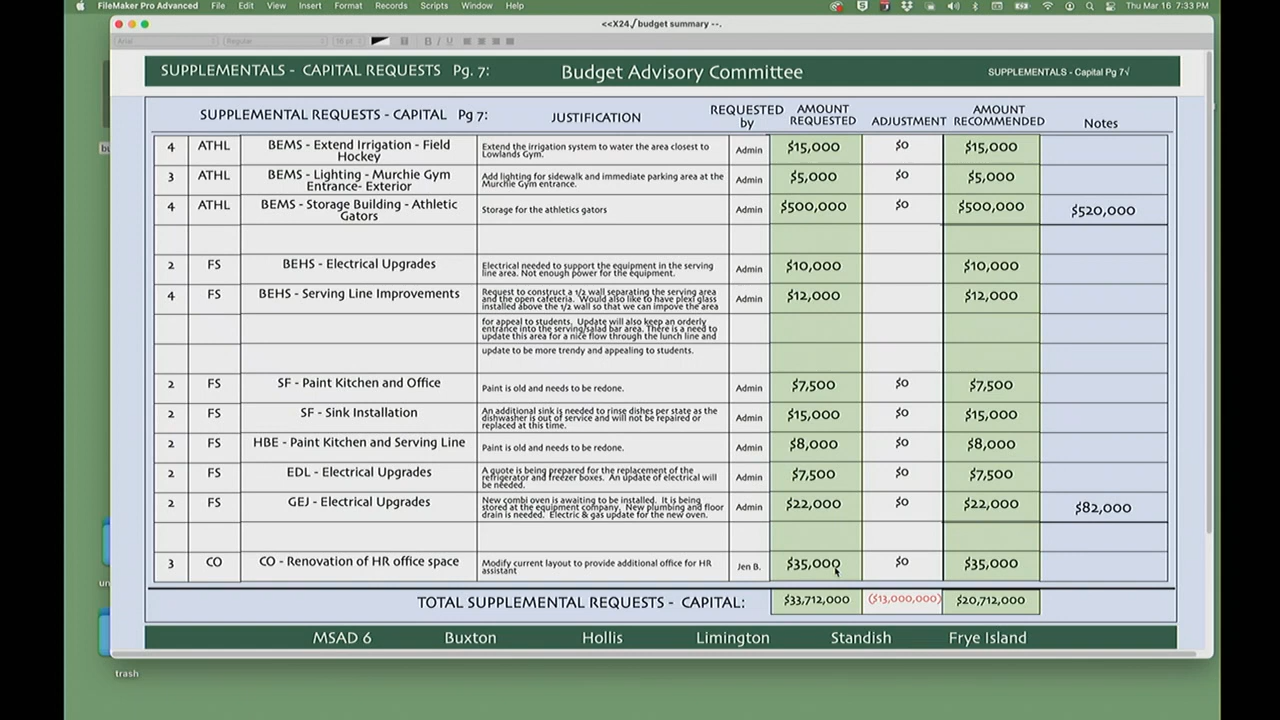 FileMaker Pro Advanced File Edit View Insert Format Records Scripts Window Help Thu Mar 16 7:33 PM
<<X24./budget summary --.
Arial Regular 16 pt B I U
SUPPLEMENTALS - CAPITAL REQUESTS Pg. 7: Budget Advisory Committee SUPPLEMENTALS - Capital Pg 7√
SUPPLEMENTAL REQUESTS - CAPITAL Pg 7: JUSTIFICATION REQUESTED by AMOUNT REQUESTED ADJUSTMENT AMOUNT RECOMMENDED Notes
4 ATHL BEMS - Extend Irrigation - Field Hockey Extend the irrigation system to water the area closest to Lowlands Gym. Admin $15,000 $0 $15,000
3 ATHL BEMS - Lighting - Murchie Gym Entrance- Exterior Add lighting for sidewalk and immediate parking area at the Murchie Gym entrance. Admin $5,000 $0 $5,000
4 ATHL BEMS - Storage Building - Athletic Gators Storage for the athletics gators Admin $500,000 $0 $500,000 $520,000
2 FS BEHS - Electrical Upgrades Electrical needed to support the equipment in the serving line area. Not enough power for the equipment. Admin $10,000 $10,000
4 FS BEHS - Serving Line Improvements Request to construct a 1/2 wall separating the serving area and the open cafeteria. Would also like to have plexi glass installed above the 1/2 wall so that we can impove the area Admin $12,000 $12,000
for appeal to students. Update will also keep an orderly entrance into the serving/salad bar area. There is a need to update this area for a nice flow through the lunch line and
update to be more trendy and appealing to students.
2 FS SF - Paint Kitchen and Office Paint is old and needs to be redone. Admin $7,500 $0 $7,500
2 FS SF - Sink Installation An additional sink is needed to rinse dishes per state as the dishwasher is out of service and will not be repaired or replaced at this time. Admin $15,000 $0 $15,000
2 FS HBE - Paint Kitchen and Serving Line Paint is old and needs to be redone. Admin $8,000 $0 $8,000
2 FS EDL - Electrical Upgrades A quote is being prepared for the replacement of the refrigerator and freezer boxes. An update of electrical will be needed. Admin $7,500 $0 $7,500
2 FS GEJ - Electrical Upgrades New combi oven is awaiting to be installed. It is being stored at the equipment company. New plumbing and floor drain is needed. Electric & gas update for the new oven. Admin $22,000 $0 $22,000 $82,000
3 CO CO - Renovation of HR office space Modify current layout to provide additional office for HR assistant Jen B. $35,000 $0 $35,000
TOTAL SUPPLEMENTAL REQUESTS - CAPITAL: $33,712,000 ($13,000,000) $20,712,000
MSAD 6 Buxton Hollis Limington Standish Frye Island
trash